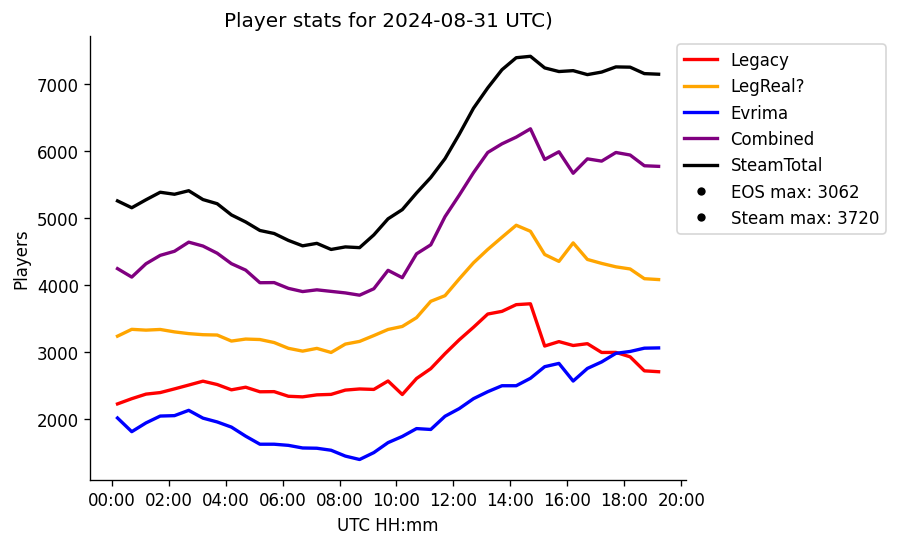 Player stats for 2024-08-31 UTC)
Players
7000
6000
5000
4000
3000
2000
00:00 02:00 04:00 06:00 08:00 10:00 12:00 14:00 16:00 18:00 20:00
UTC HH:mm
Legacy
LegReal?
Evrima
Combined
SteamTotal
EOS max: 3062
Steam max: 3720